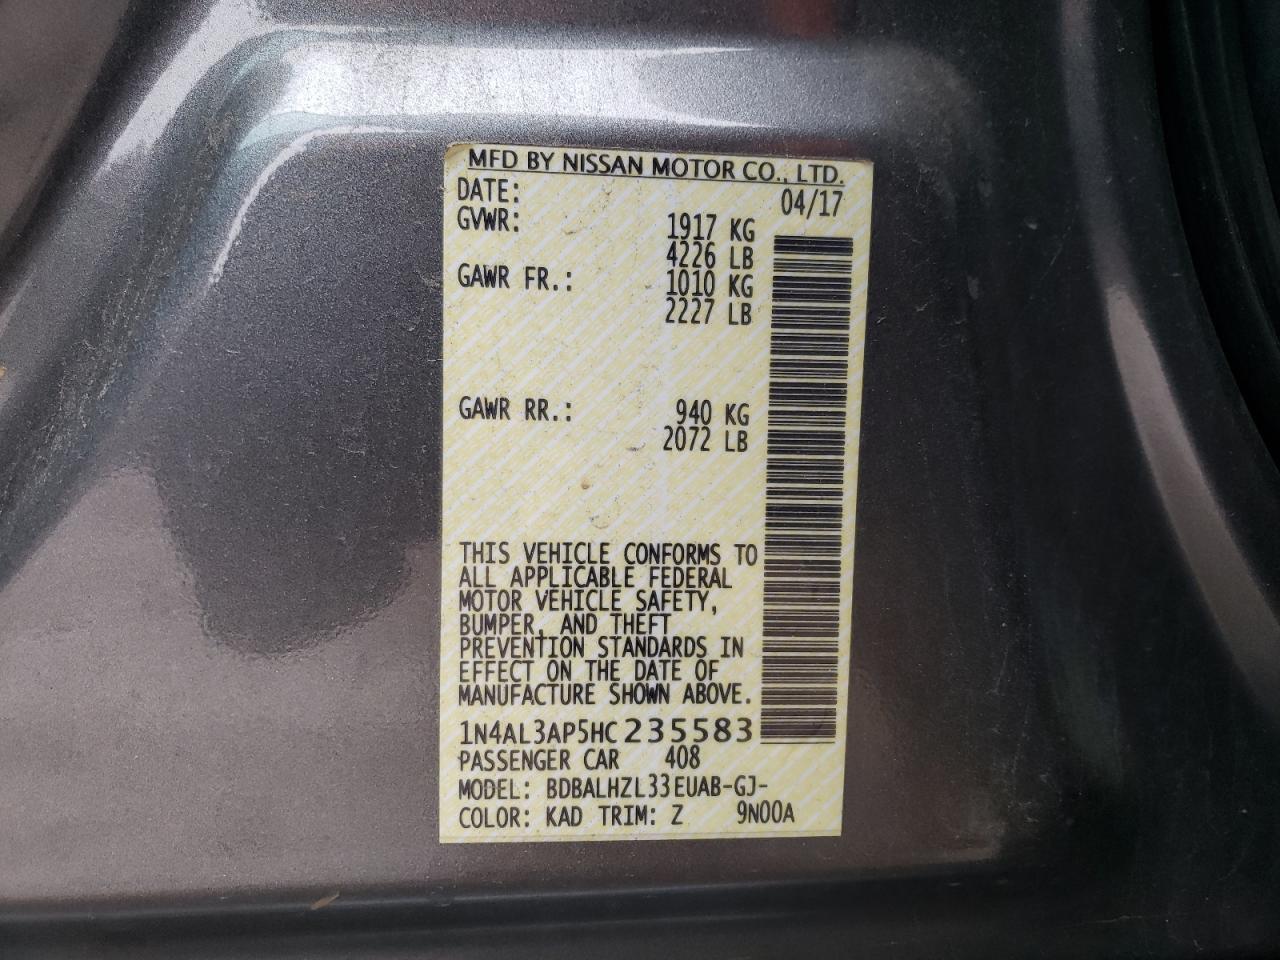 MFD BY NISSAN MOTOR CO., LTD.
DATE: 04/17
GVWR: 1917 KG
4226 LB
GAWR FR.: 1010 KG
2227 LB
GAWR RR.: 940 KG
2072 LB
THIS VEHICLE CONFORMS TO
ALL APPLICABLE FEDERAL
MOTOR VEHICLE SAFETY,
BUMPER, AND THEFT
PREVENTION STANDARDS IN
EFFECT ON THE DATE OF
MANUFACTURE SHOWN ABOVE.
1N4AL3AP5HC235583
PASSENGER CAR 408
MODEL: BDBALHZL33EUAB-GJ-
COLOR: KAD TRIM: Z 9N00A